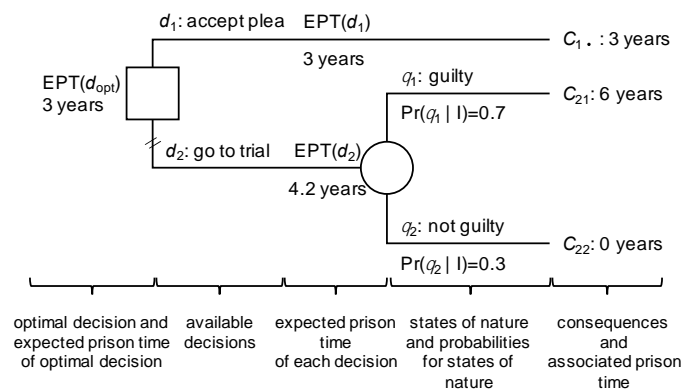 d₁: accept plea EPT(d₁)
C₁. : 3 years
3 years
EPT(dₒₚₜ)
3 years
q₁: guilty
C₂₁: 6 years
Pr(q₁ | I)=0.7
d₂: go to trial EPT(d₂)
4.2 years
q₂: not guilty
C₂₂: 0 years
Pr(q₂ | I)=0.3
optimal decision and
expected prison time
of optimal decision
available
decisions
expected prison
time
of each decision
states of nature
and probabilities
for states of
nature
consequences
and
associated prison
time